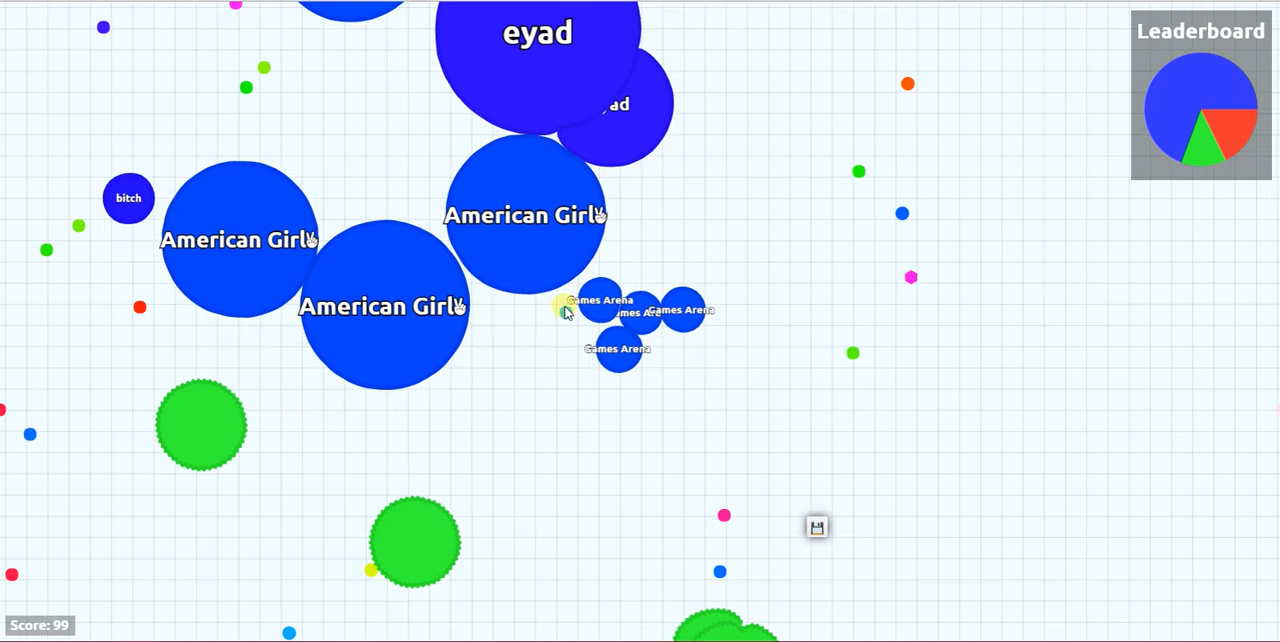 Leaderboard
eyad
ad
bitch
American Girl✌
American Girl✌
American Girl✌
Games Arena
Games Arena
Games Arena
Score: 99